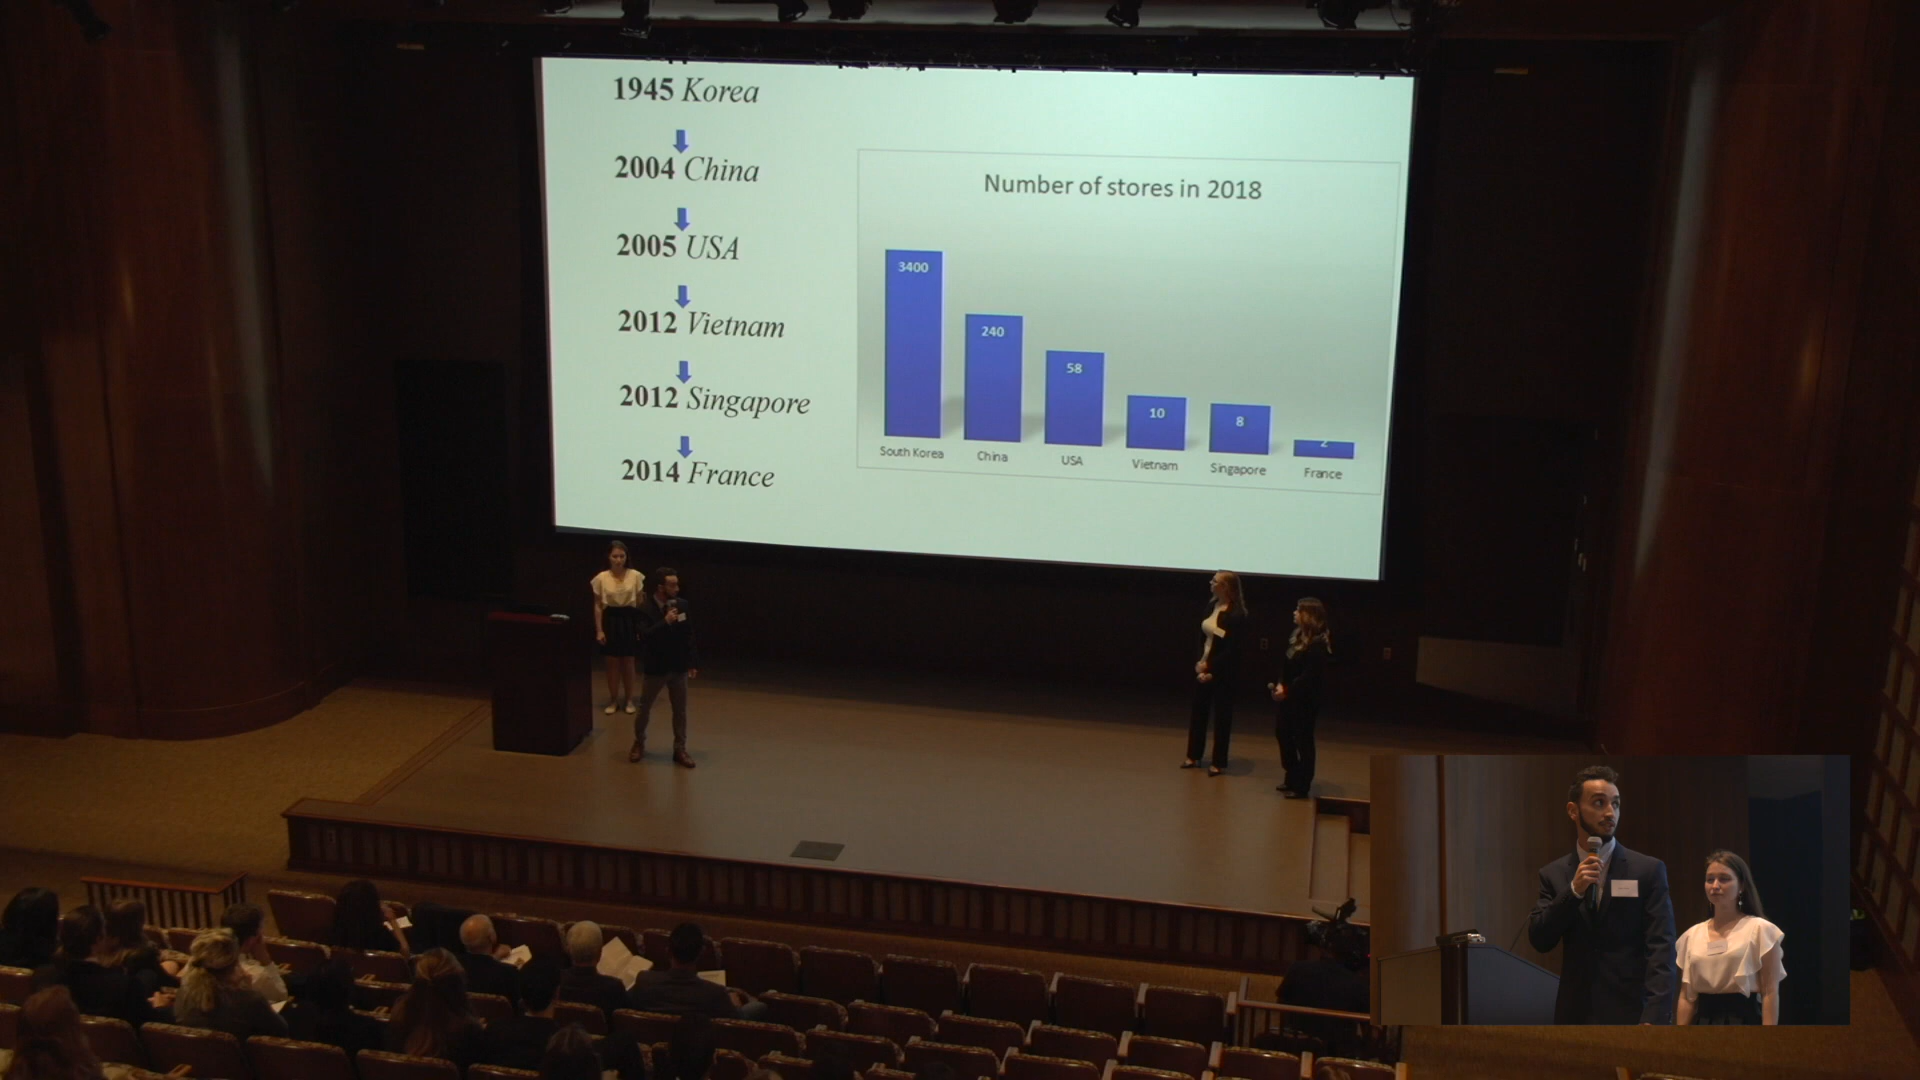 1945 Korea
2004 China
2005 USA
2012 Vietnam
2012 Singapore
2014 France
Number of stores in 2018
3400
240
58
10
8
2
South Korea
China
USA
Vietnam
Singapore
France